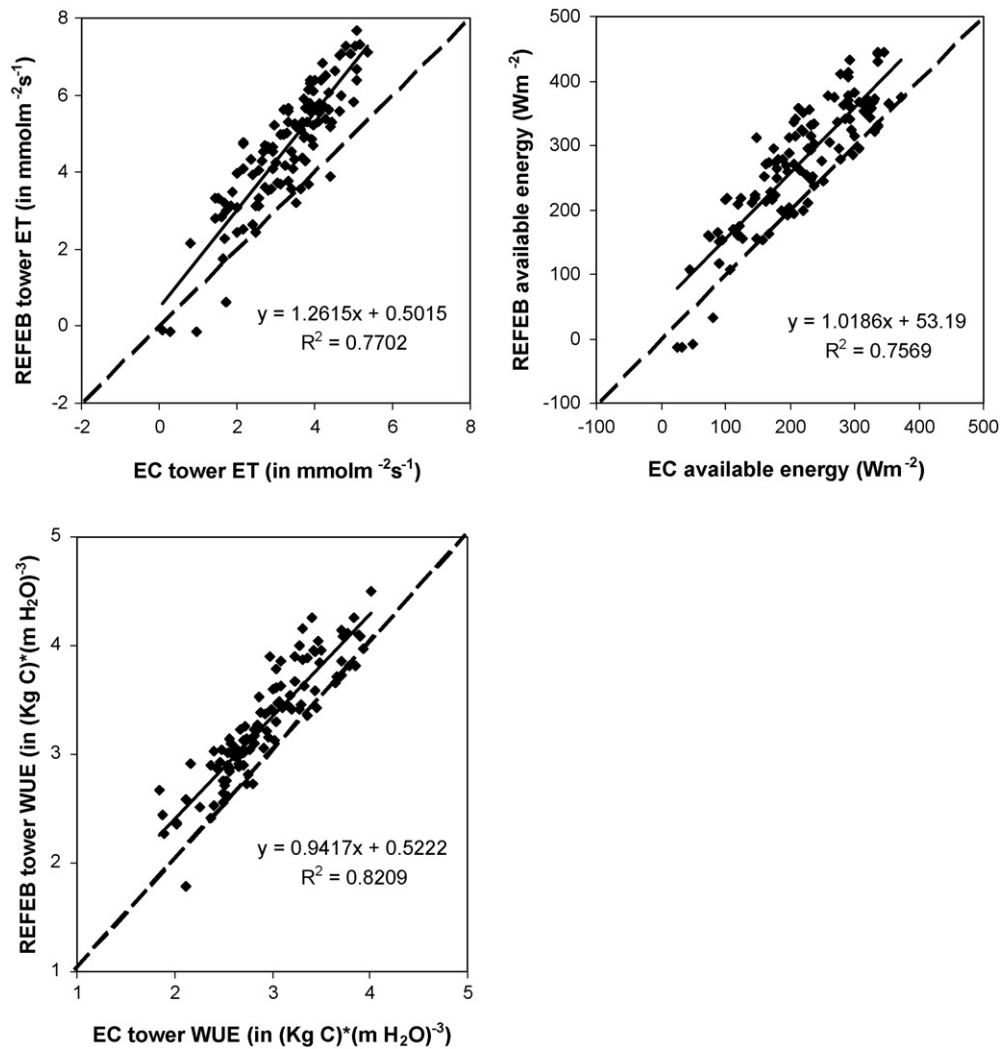 REFEB tower ET (in mmolm⁻²s⁻¹)
8
6
4
2
0
-2
y = 1.2615x + 0.5015
R² = 0.7702
-2 0 2 4 6 8
EC tower ET (in mmolm ⁻²s⁻¹)
REFEB available energy (Wm⁻²)
500
400
300
200
100
0
-100
y = 1.0186x + 53.19
R² = 0.7569
-100 0 100 200 300 400 500
EC available energy (Wm⁻²)
REFEB tower WUE (in (Kg C)*(m H₂O)⁻³)
5
4
3
2
1
y = 0.9417x + 0.5222
R² = 0.8209
1 2 3 4 5
EC tower WUE (in (Kg C)*(m H₂O)⁻³)